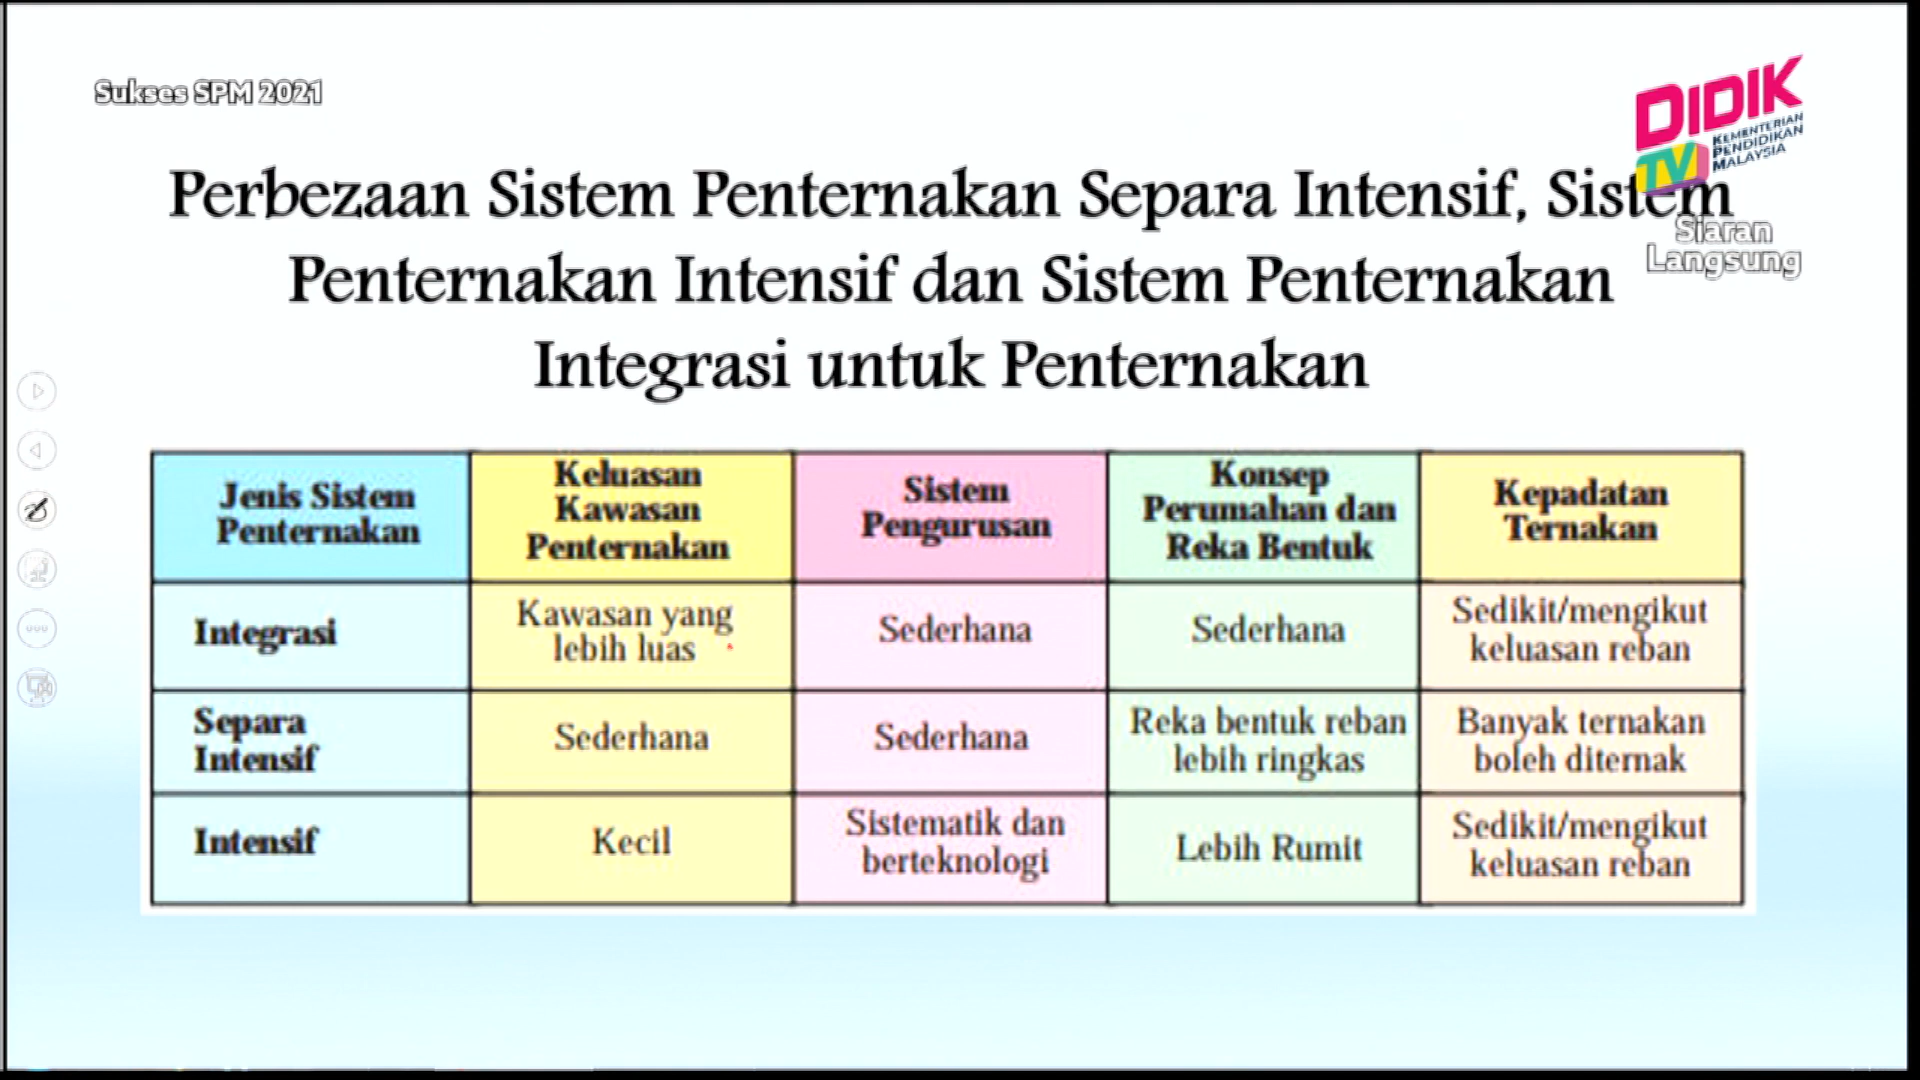 Sukses SPM 2021
DIDIK
TV
KEMENTERIAN
PENDIDIKAN
MALAYSIA
Siaran
Langsung
Perbezaan Sistem Penternakan Separa Intensif, Sistem
Penternakan Intensif dan Sistem Penternakan
Integrasi untuk Penternakan
Jenis Sistem
Penternakan
Keluasan
Kawasan
Penternakan
Sistem
Pengurusan
Konsep
Perumahan dan
Reka Bentuk
Kepadatan
Ternakan
Integrasi
Kawasan yang
lebih luas
Sederhana
Sederhana
Sedikit/mengikut
keluasan reban
Separa
Intensif
Sederhana
Sederhana
Reka bentuk reban
lebih ringkas
Banyak ternakan
boleh diternak
Intensif
Kecil
Sistematik dan
berteknologi
Lebih Rumit
Sedikit/mengikut
keluasan reban